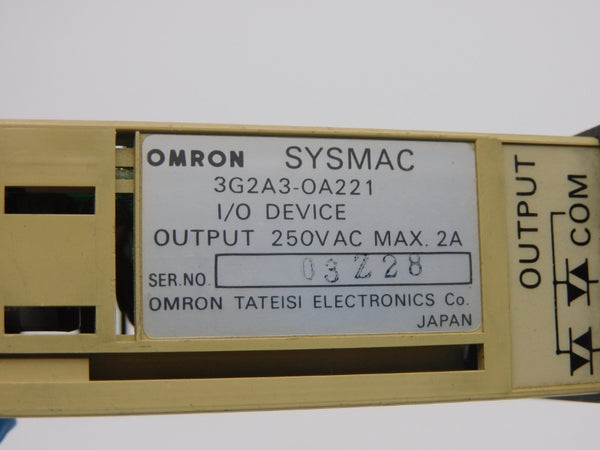 OMRON SYSMAC
3G2A3-OA221
I/O DEVICE
OUTPUT 250VAC MAX. 2A
SER.NO. 03Z28
OMRON TATEISI ELECTRONICS Co.
JAPAN
OUTPUT
COM